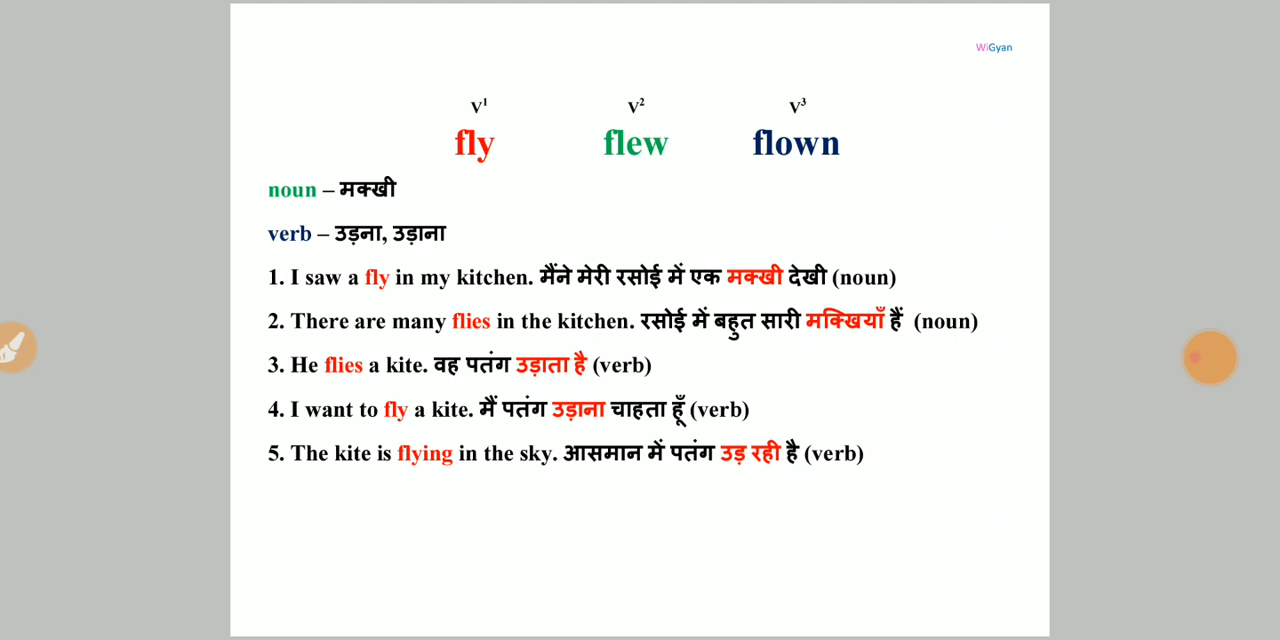 WiGyan
V¹ V² V³
fly flew flown
noun – मक्खी
verb – उड़ना, उड़ाना
1. I saw a fly in my kitchen. मैंने मेरी रसोई में एक मक्खी देखी (noun)
2. There are many flies in the kitchen. रसोई में बहुत सारी मक्खियाँ हैं (noun)
3. He flies a kite. वह पतंग उड़ाता है (verb)
4. I want to fly a kite. मैं पतंग उड़ाना चाहता हूँ (verb)
5. The kite is flying in the sky. आसमान में पतंग उड़ रही है (verb)